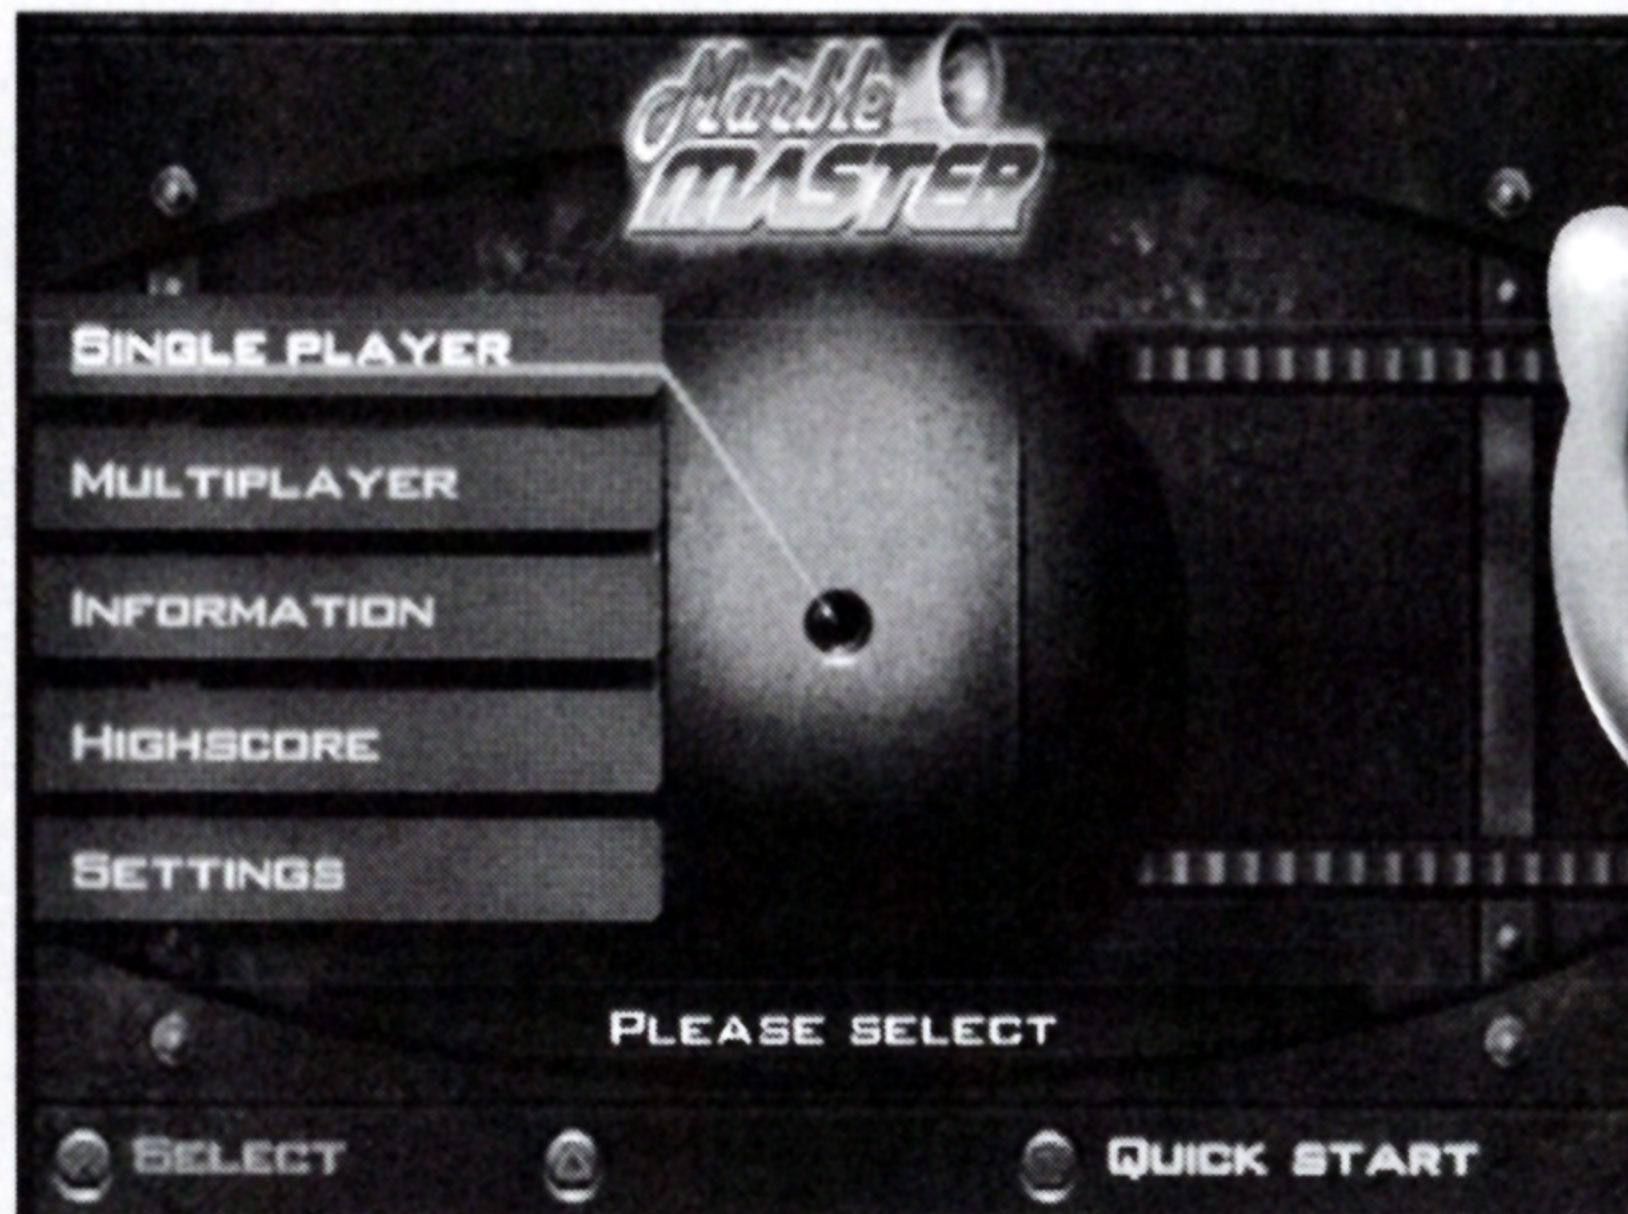 Marble
MASTER
SINGLE PLAYER
MULTIPLAYER
INFORMATION
HIGHSCORE
SETTINGS
PLEASE SELECT
SELECT
QUICK START